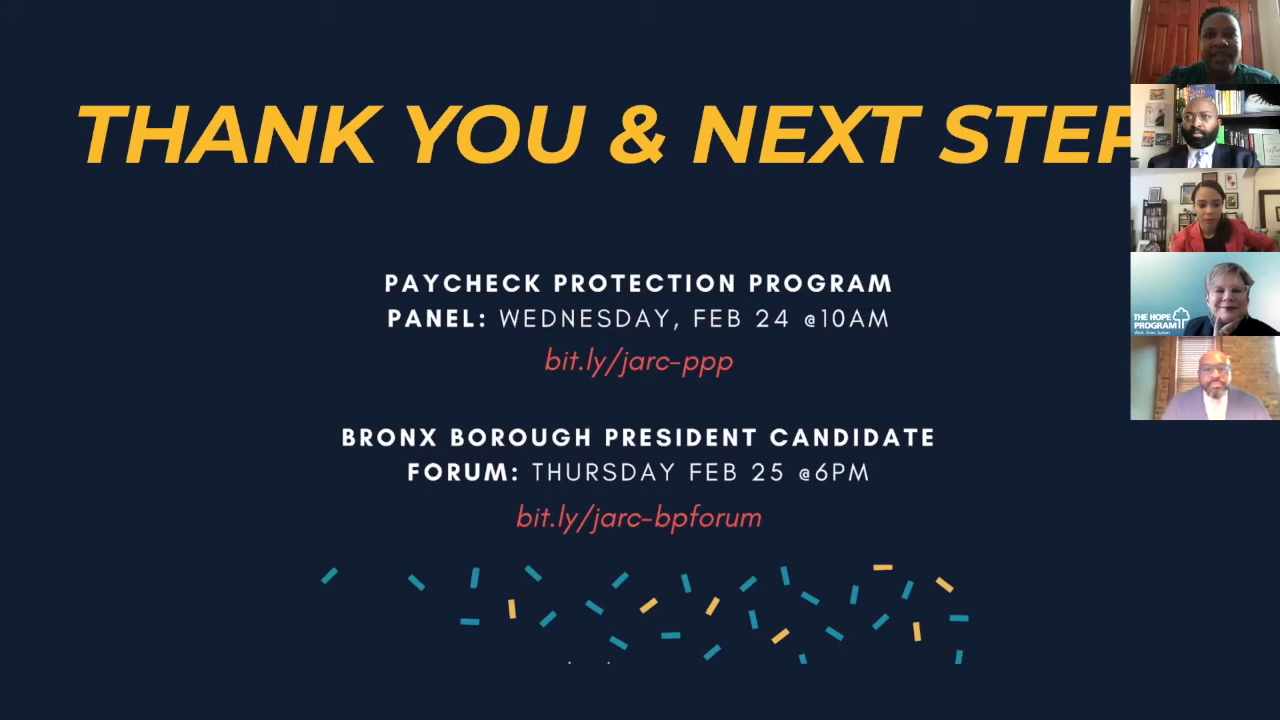 THANK YOU & NEXT STEP
PAYCHECK PROTECTION PROGRAM
PANEL: WEDNESDAY, FEB 24 @10AM
bit.ly/jarc-ppp
BRONX BOROUGH PRESIDENT CANDIDATE
FORUM: THURSDAY FEB 25 @6PM
bit.ly/jarc-bpforum
THE HOPE
PROGRAM